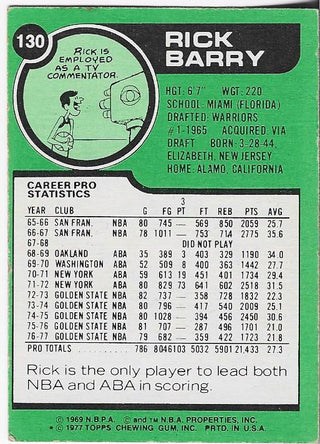 130
RICK IS
EMPLOYED
AS A TV
COMMENTATOR.
RICK
BARRY
HGT: 6'7" WGT: 220
SCHOOL: MIAMI (FLORIDA)
DRAFTED: WARRIORS
#1-1965 ACQUIRED: VIA
DRAFT BORN: 3-28-44,
ELIZABETH, NEW JERSEY
HOME: ALAMO, CALIFORNIA
CAREER PRO
STATISTICS
YEAR CLUB G FG 3 PT FT REB PTS AVG
65-66 SAN FRAN. NBA 80 745 — 569 850 2059 25.7
66-67 SAN FRAN. NBA 78 1011 — 753 714 2775 35.6
67-68 DID NOT PLAY
68-69 OAKLAND ABA 35 389 3 403 329 1190 34.0
69-70 WASHINGTON ABA 52 509 8 400 363 1442 27.7
70-71 NEW YORK ABA 59 613 19 451 401 1734 29.4
71-72 NEW YORK ABA 80 829 73 641 602 2518 31.5
72-73 GOLDEN STATE NBA 82 737 — 358 728 1832 22.3
73-74 GOLDEN STATE NBA 80 796 — 417 540 2009 25.1
74-75 GOLDEN STATE NBA 80 1028 — 394 456 2450 30.6
75-76 GOLDEN STATE NBA 81 707 — 287 496 1701 21.0
76-77 GOLDEN STATE NBA 79 682 — 359 422 1723 21.8
PRO TOTALS 786 8046 103 5032 5901 21,433 27.3
Rick is the only player to lead both
NBA and ABA in scoring.
© 1969 N.B.P.A. ® and ™ N.B.A. PROPERTIES, INC.
* © 1977 TOPPS CHEWING GUM, INC. PRTD. IN U.S.A.